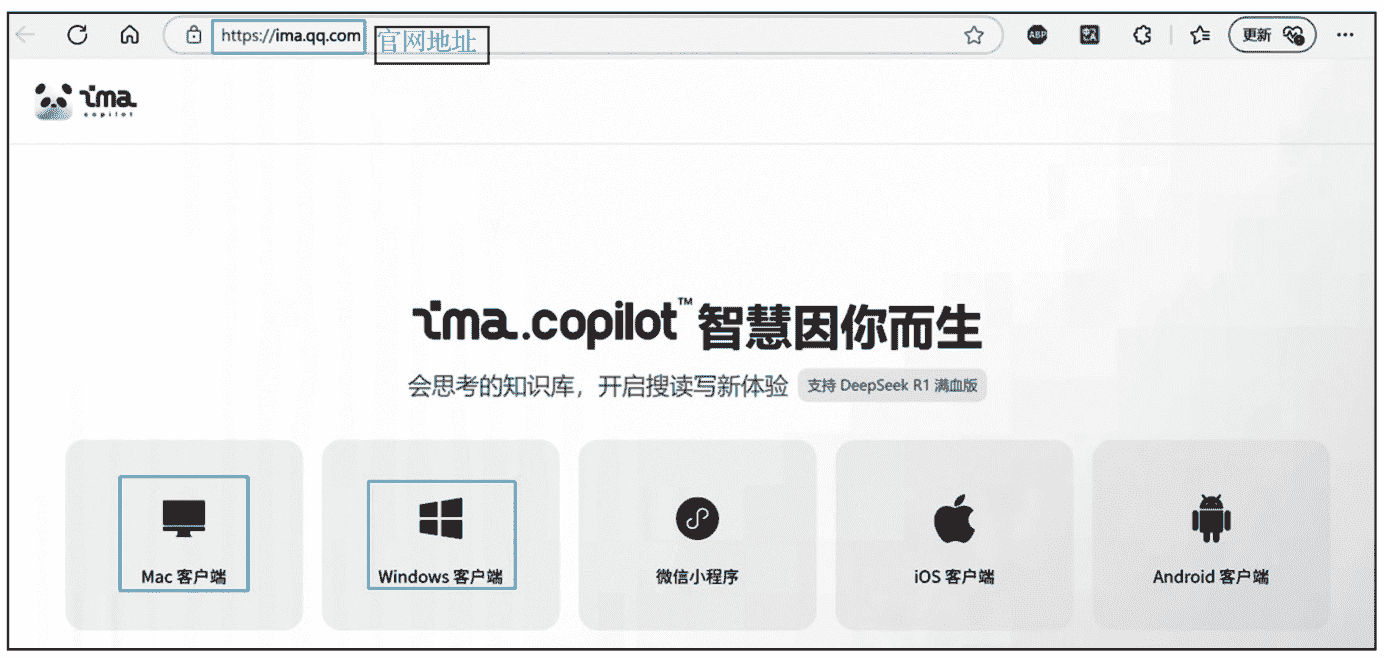 https://ima.qq.com 官网地址 ABP 更新
ima
copilot
ima.copilot™ 智慧因你而生
会思考的知识库，开启搜读写新体验 支持 DeepSeek R1 满血版
Mac 客户端 Windows 客户端 微信小程序 iOS 客户端 Android 客户端